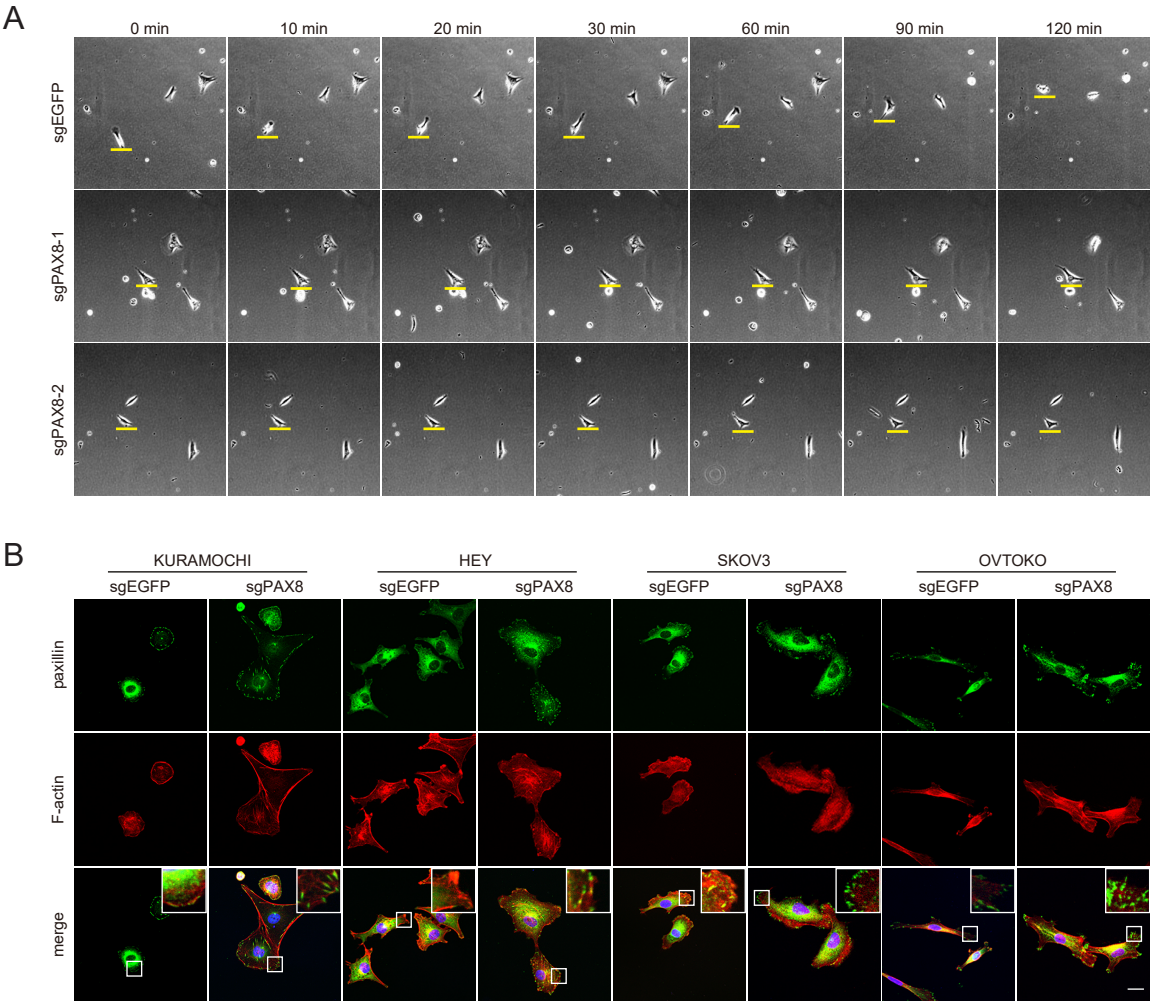 A
0 min 10 min 20 min 30 min 60 min 90 min 120 min
sgEGFP
sgPAX8-1
sgPAX8-2
B
KURAMOCHI HEY SKOV3 OVTOKO
sgEGFP sgPAX8 sgEGFP sgPAX8 sgEGFP sgPAX8 sgEGFP sgPAX8
paxillin
F-actin
merge